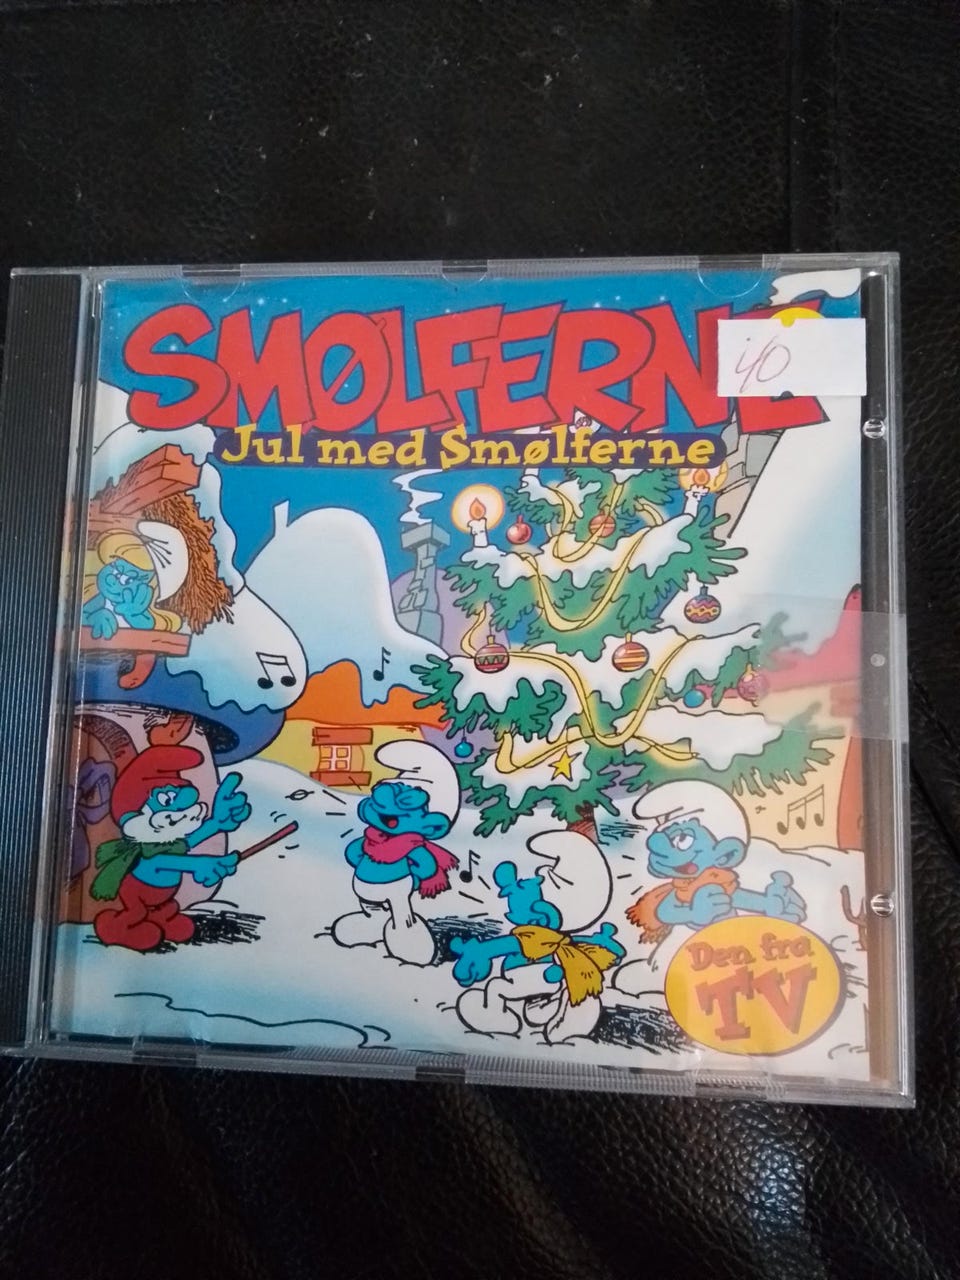 SMØLFERNE
40
Jul med Smølferne
Den fra
TV